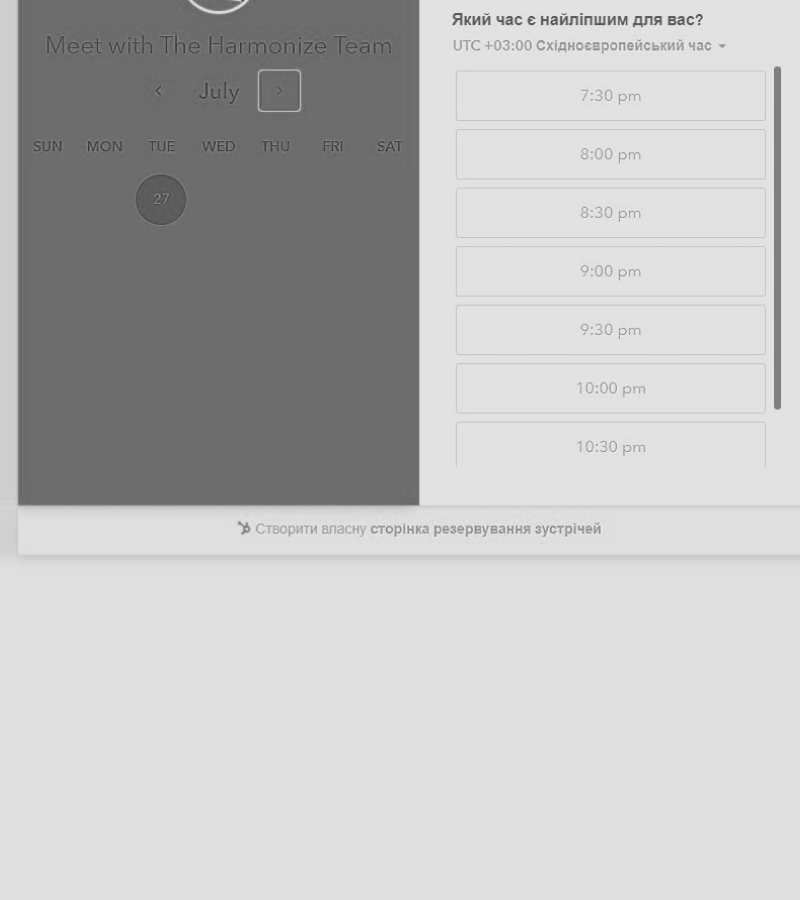 Meet with The Harmonize Team
July
SUN MON TUE WED THU FRI SAT
27
Який час є найліпшим для вас?
UTC +03:00 Східноєвропейський час
7:30 pm
8:00 pm
8:30 pm
9:00 pm
9:30 pm
10:00 pm
10:30 pm
Створити власну сторінка резервування зустрічей